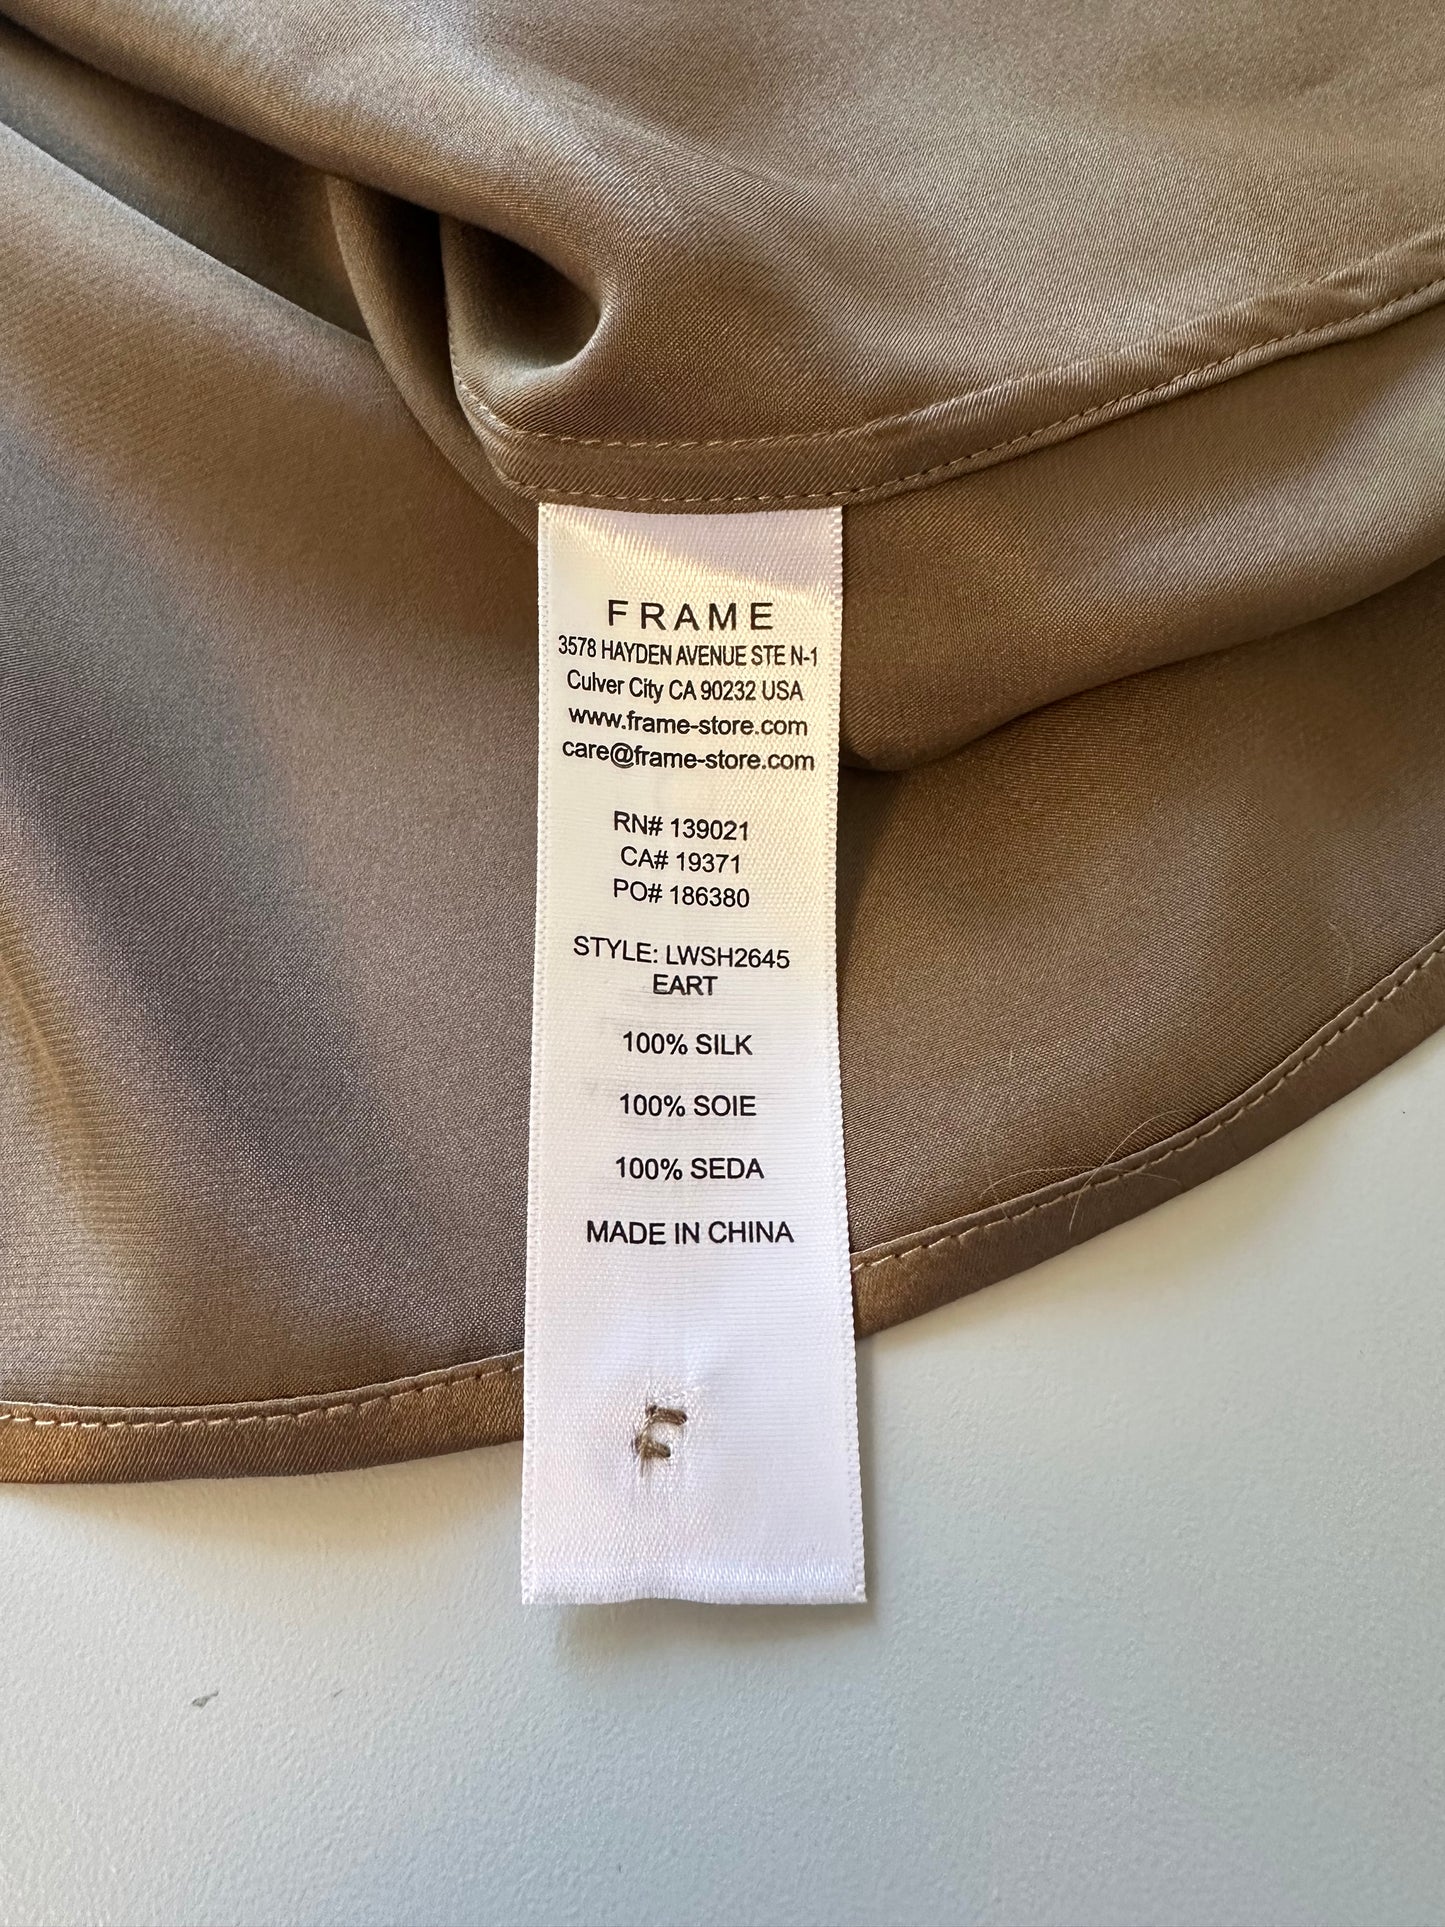 FRAME
3578 HAYDEN AVENUE STE N-1
Culver City CA 90232 USA
www.frame-store.com
care@frame-store.com
RN# 139021
CA# 19371
PO# 186380
STYLE: LWSH2645
EART
100% SILK
100% SOIE
100% SEDA
MADE IN CHINA